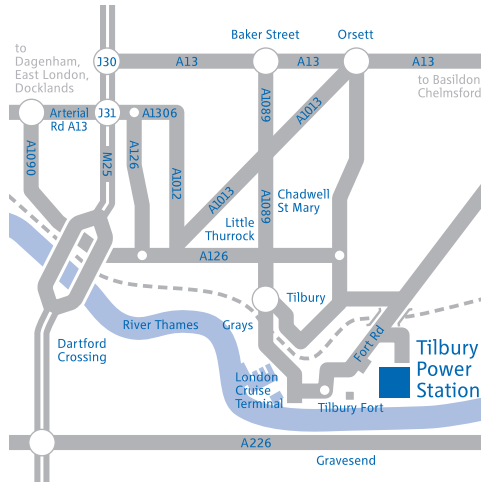 Baker Street
Orsett
to
Dagenham,
East London,
Docklands
J30
A13
A13
A13
to Basildon
Chelmsford
Arterial
Rd A13
J31
A1306
A1089
A1013
A1090
M25
A126
A1012
A1013
A1089
Chadwell
St Mary
Little
Thurrock
A126
Tilbury
River Thames
Grays
Dartford
Crossing
Fort Rd
Tilbury
Power
Station
London
Cruise
Terminal
Tilbury Fort
A226
Gravesend